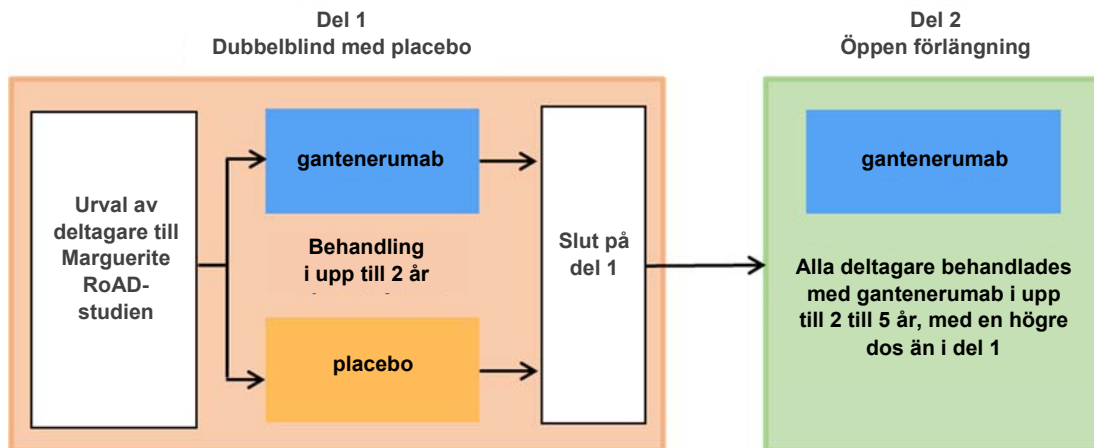 Del 1
Dubbelblind med placebo
Del 2
Öppen förlängning
Urval av
deltagare till
Marguerite
RoAD-
studien
gantenerumab
Behandling
i upp till 2 år
placebo
Slut på
del 1
gantenerumab
Alla deltagare behandlades
med gantenerumab i upp
till 2 till 5 år, med en högre
dos än i del 1